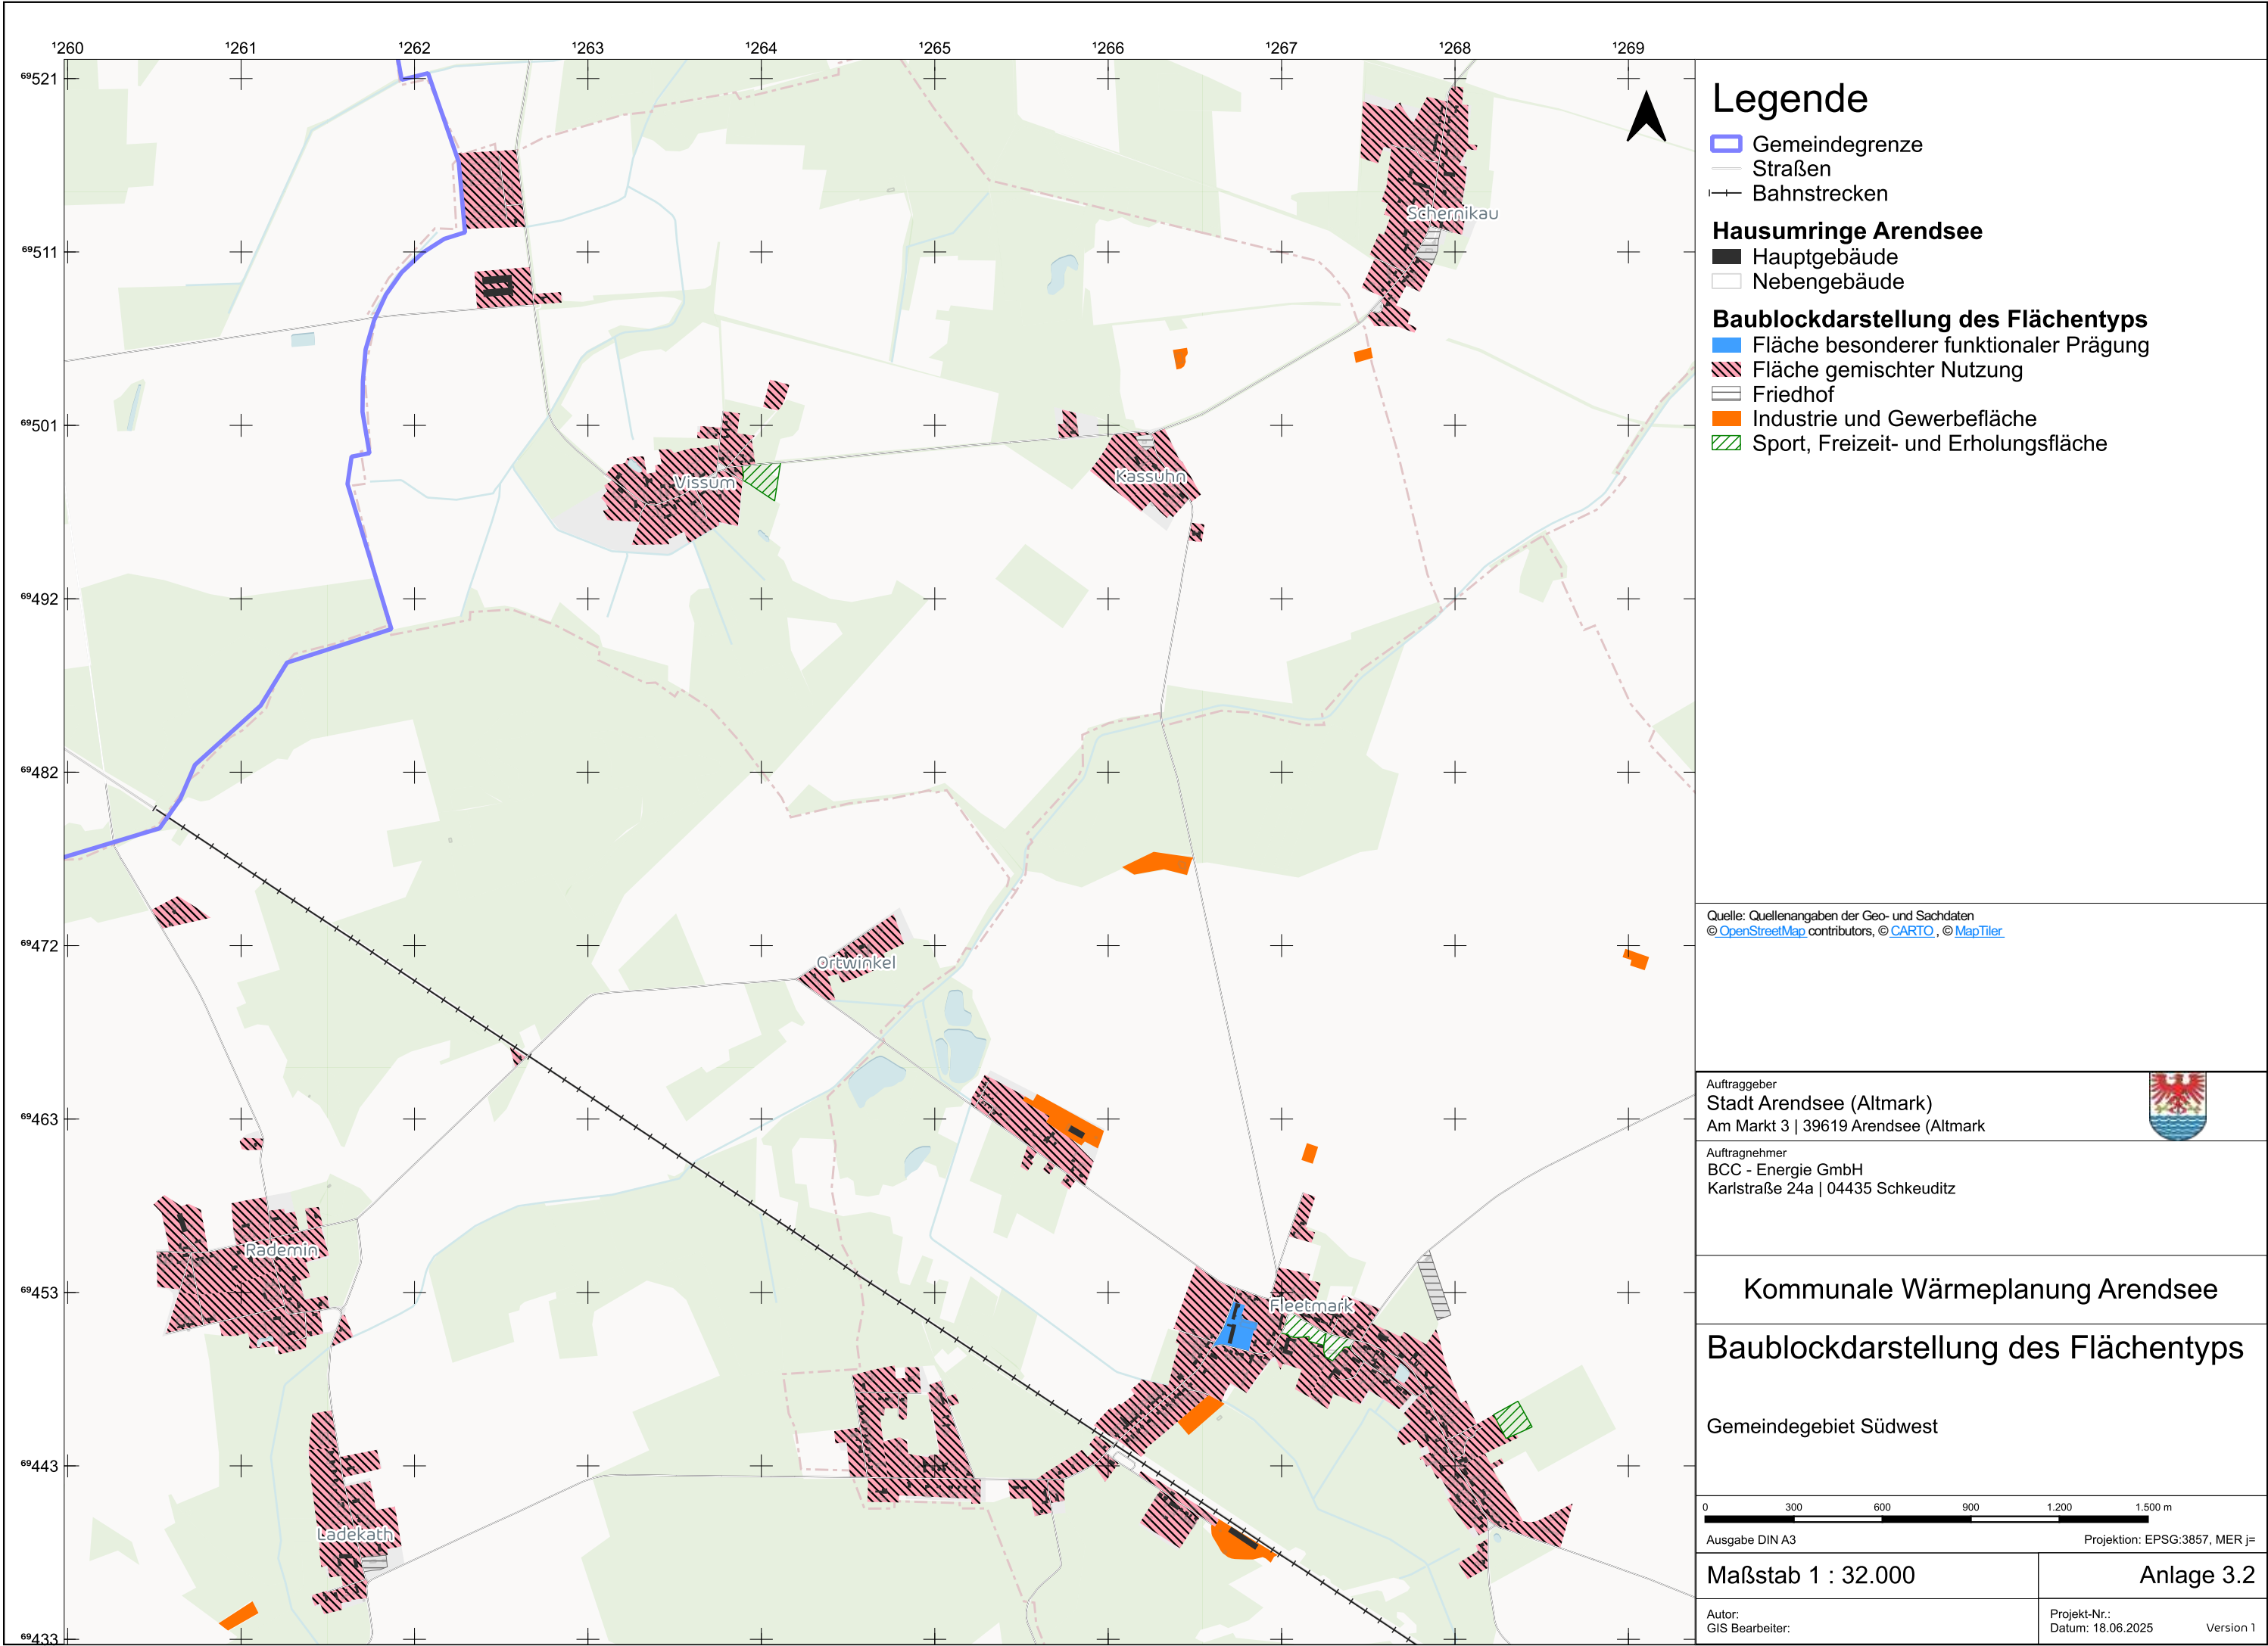 ¹260 ¹261 ¹262 ¹263 ¹264 ¹265 ¹266 ¹267 ¹268 ¹269
⁶⁹521
⁶⁹511
⁶⁹501
⁶⁹492
⁶⁹482
⁶⁹472
⁶⁹463
⁶⁹453
⁶⁹443
⁶⁹433
Schernikau
Vissum
Kassuhn
Ortwinkel
Rademin
Fleetmark
Ladekath
Legende
Gemeindegrenze
Straßen
Bahnstrecken
Hausumringe Arendsee
Hauptgebäude
Nebengebäude
Baublockdarstellung des Flächentyps
Fläche besonderer funktionaler Prägung
Fläche gemischter Nutzung
Friedhof
Industrie und Gewerbefläche
Sport, Freizeit- und Erholungsfläche
Quelle: Quellenangaben der Geo- und Sachdaten
© OpenStreetMap contributors, © CARTO , © MapTiler
Auftraggeber
Stadt Arendsee (Altmark)
Am Markt 3 | 39619 Arendsee (Altmark
Auftragnehmer
BCC - Energie GmbH
Karlstraße 24a | 04435 Schkeuditz
Kommunale Wärmeplanung Arendsee
Baublockdarstellung des Flächentyps
Gemeindegebiet Südwest
0 300 600 900 1.200 1.500 m
Ausgabe DIN A3 Projektion: EPSG:3857, MER j=
Maßstab 1 : 32.000 Anlage 3.2
Autor: Projekt-Nr.:
GIS Bearbeiter: Datum: 18.06.2025 Version 1